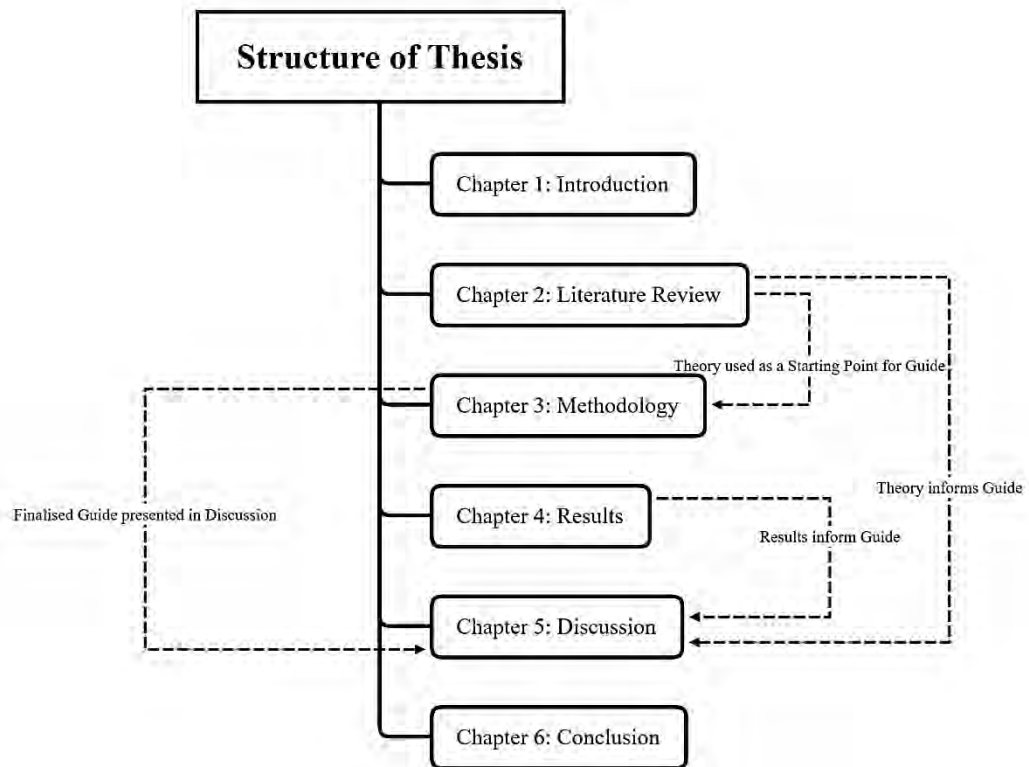 Structure of Thesis
Chapter 1: Introduction
Chapter 2: Literature Review
Theory used as a Starting Point for Guide
Chapter 3: Methodology
Theory informs Guide
Finalised Guide presented in Discussion
Chapter 4: Results
Results inform Guide
Chapter 5: Discussion
Chapter 6: Conclusion